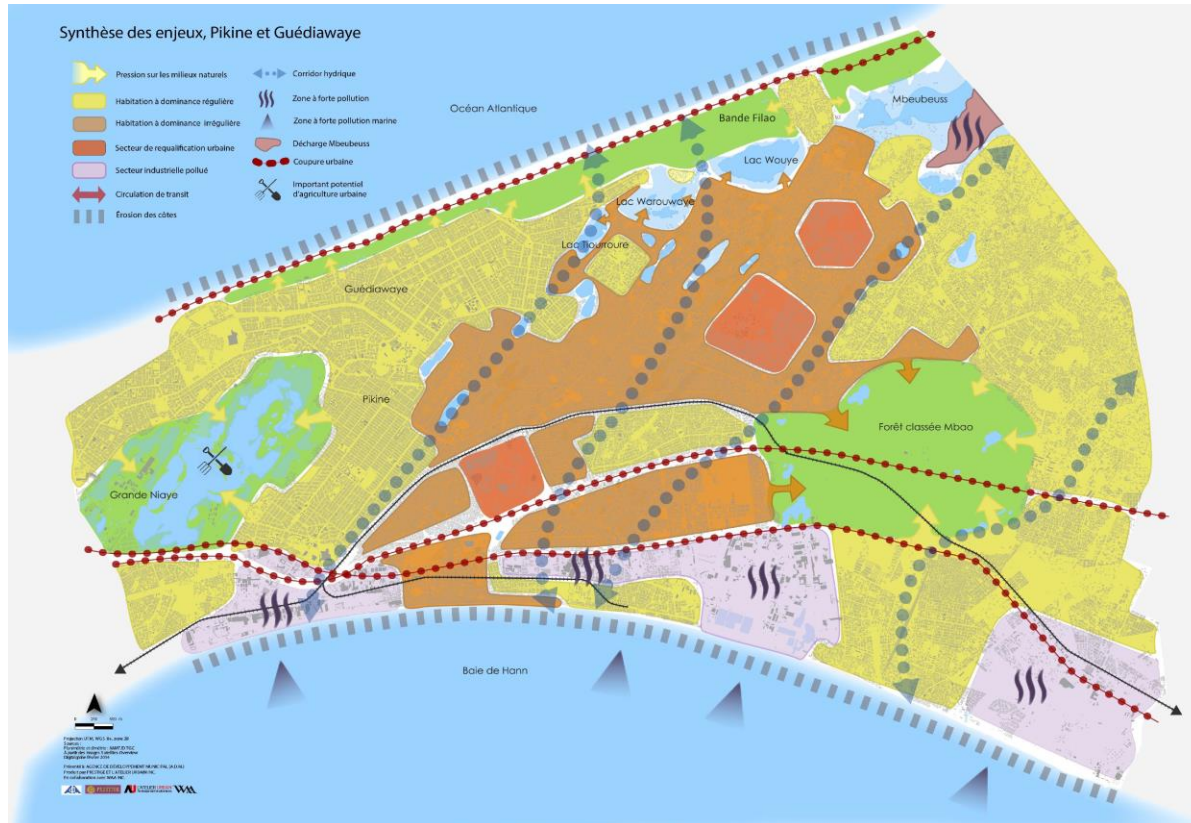 Synthèse des enjeux, Pikine et Guédiawaye
Pression sur les milieux naturels
Habitation à dominance régulière
Habitation à dominance irrégulière
Secteur de requalification urbaine
Secteur industrielle pollué
Circulation de transit
Érosion des côtes
Corridor hydrique
Zone à forte pollution
Zone à forte pollution marine
Décharge Mbeubeuss
Coupure urbaine
Important potentiel
d'agriculture urbaine
Océan Atlantique
Mbeubeuss
Bande Filao
Lac Wouye
Lac Warouwaye
Lac Tiourroure
Guédiawaye
Pikine
Forêt classée Mbao
Grande Niaye
Baie de Hann